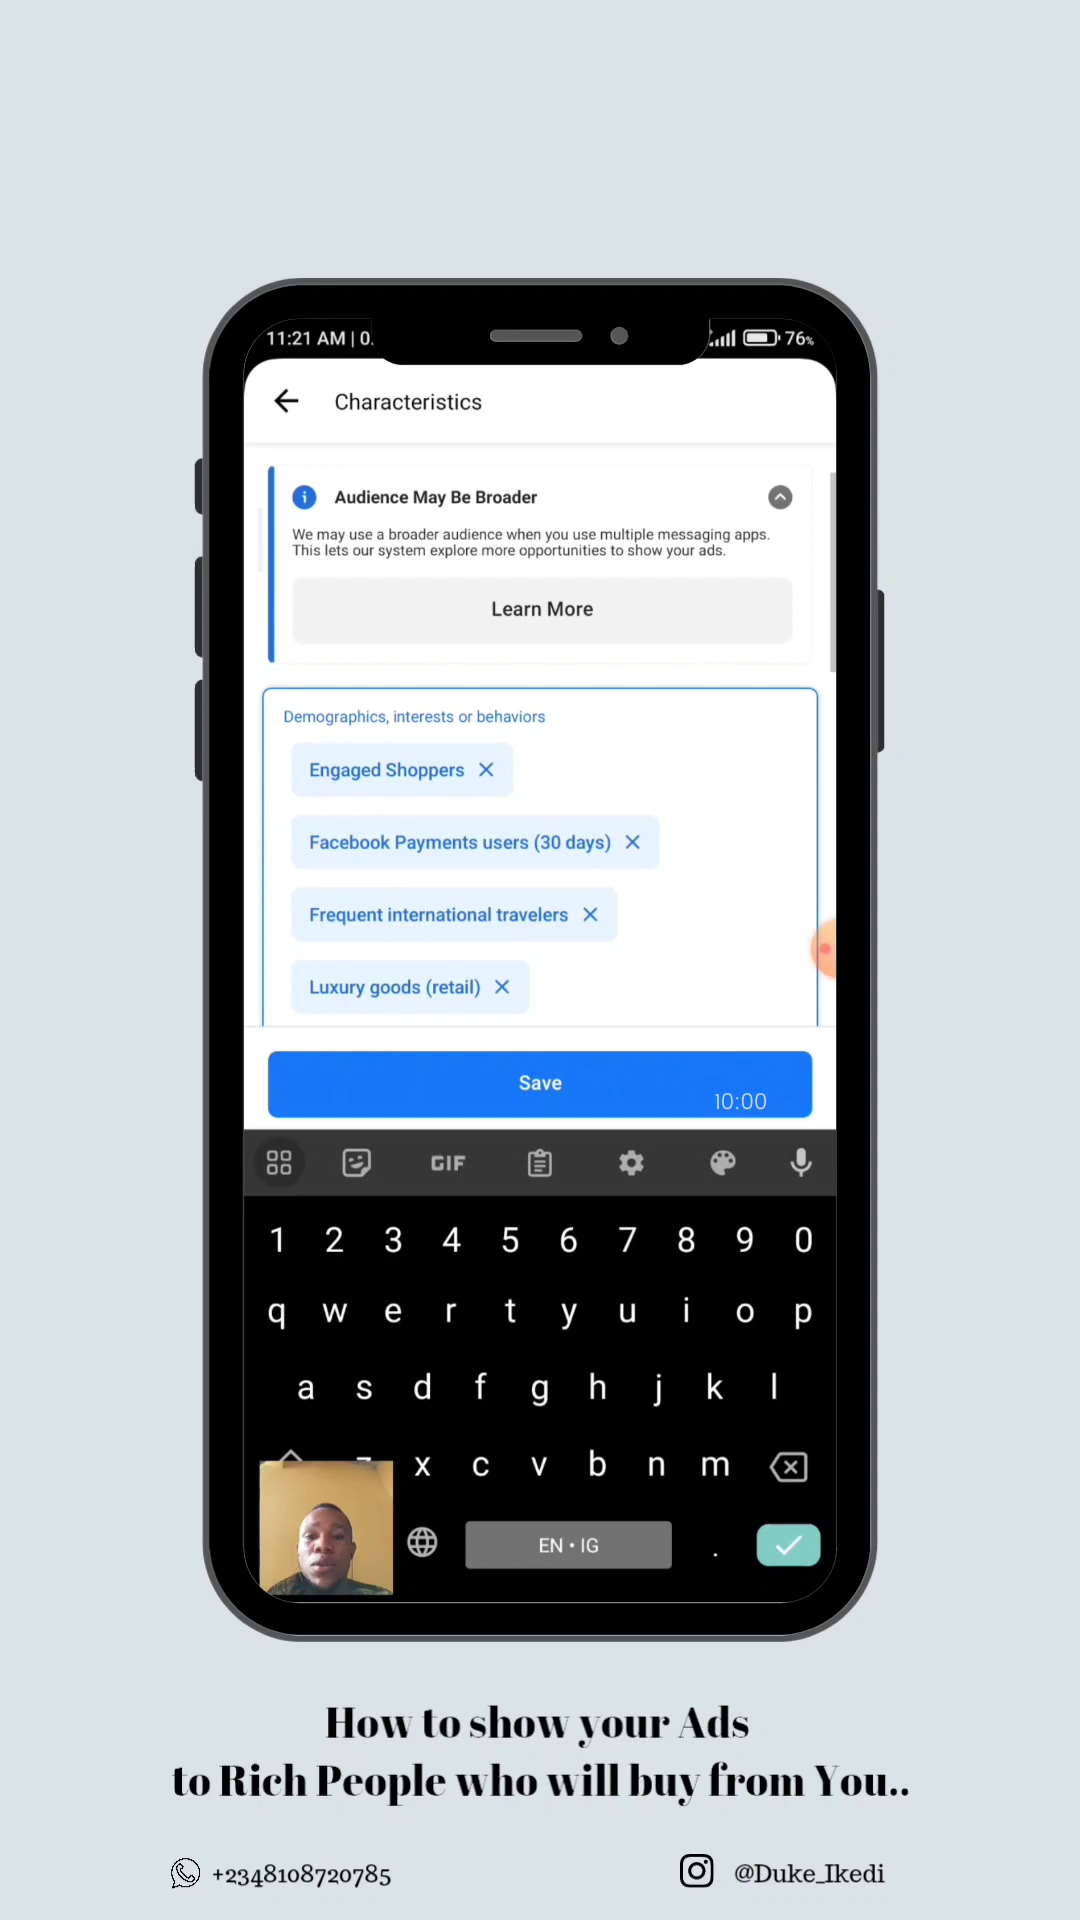 11:21 AM | 0.
76%
Characteristics
Audience May Be Broader
We may use a broader audience when you use multiple messaging apps.
This lets our system explore more opportunities to show your ads.
Learn More
Demographics, interests or behaviors
Engaged Shoppers
Facebook Payments users (30 days)
Frequent international travelers
Luxury goods (retail)
Save
10:00
GIF
1 2 3 4 5 6 7 8 9 0
q w e r t y u i o p
a s d f g h j k l
x c v b n m
EN • IG .
How to show your Ads
to Rich People who will buy from You..
+2348108720785 @Duke_Ikedi